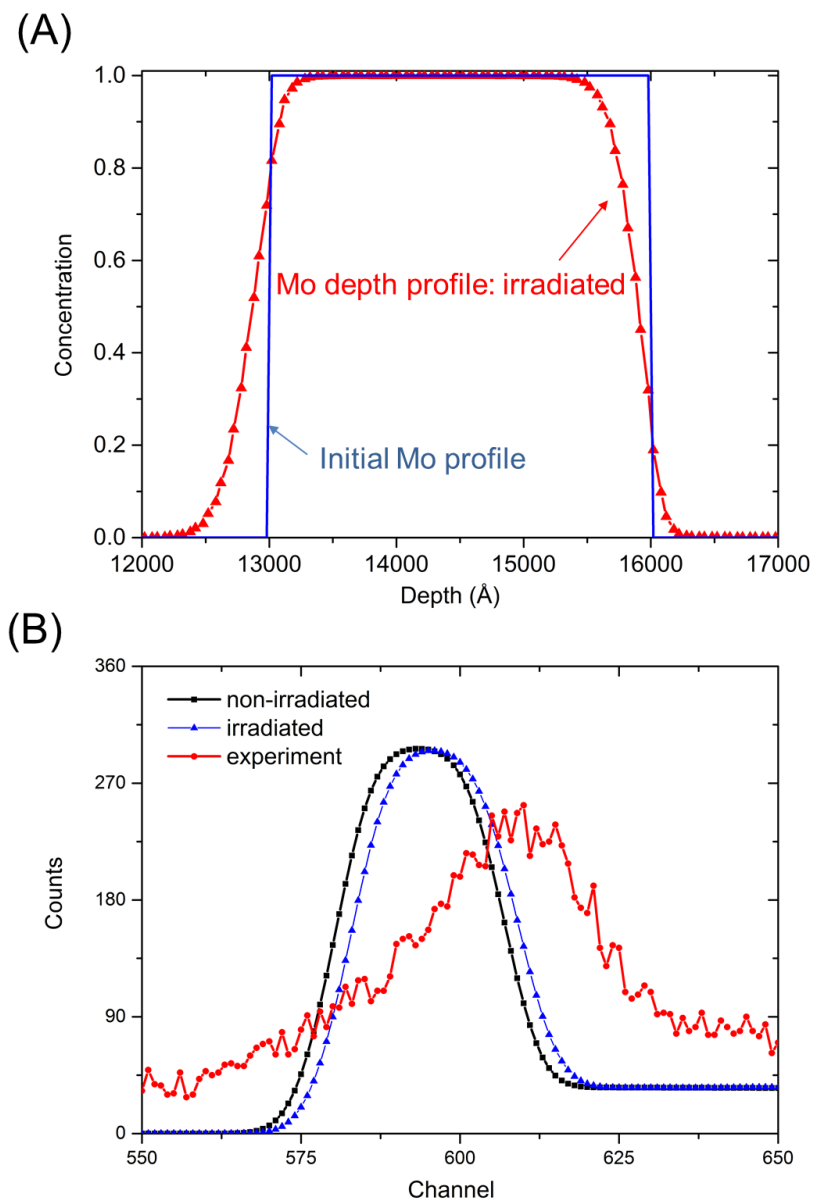 (A)
1.0
0.8
0.6
0.4
0.2
0.0
Concentration
Mo depth profile: irradiated
Initial Mo profile
12000 13000 14000 15000 16000 17000
Depth (Å)
(B)
360
270
180
90
0
Counts
non-irradiated
irradiated
experiment
550 575 600 625 650
Channel